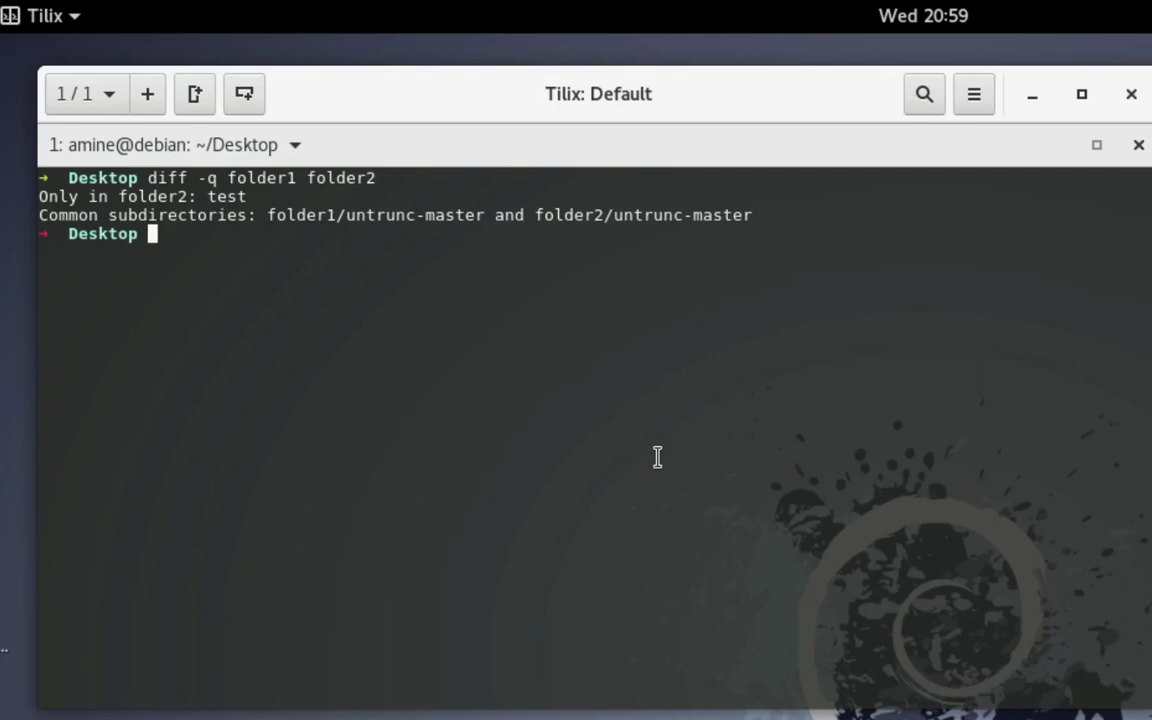 Tilix
Wed 20:59
1 / 1
Tilix: Default
1: amine@debian: ~/Desktop
➜ Desktop diff -q folder1 folder2
Only in folder2: test
Common subdirectories: folder1/untrunc-master and folder2/untrunc-master
➜ Desktop
..